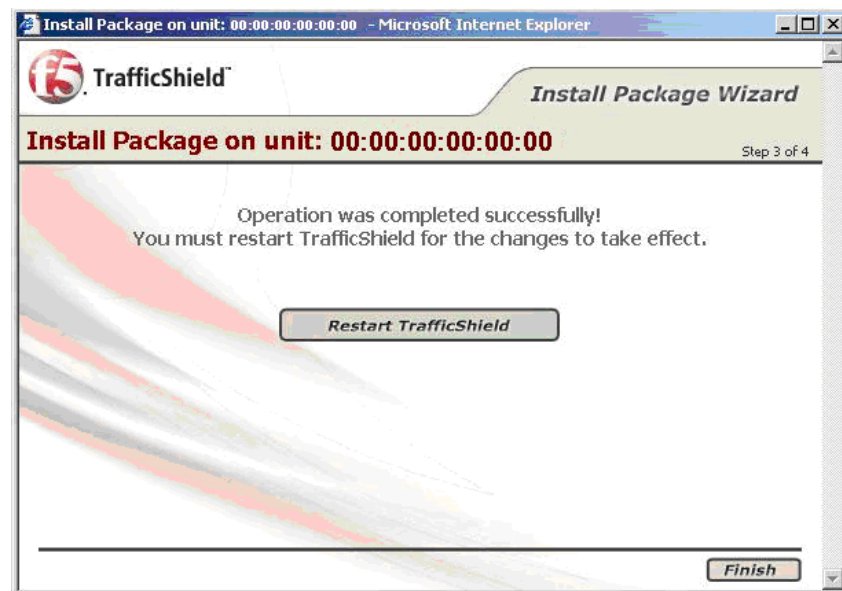 Install Package on unit: 00:00:00:00:00:00 - Microsoft Internet Explorer
f5 TrafficShield™
Install Package Wizard
Install Package on unit: 00:00:00:00:00:00
Step 3 of 4
Operation was completed successfully!
You must restart TrafficShield for the changes to take effect.
Restart TrafficShield
Finish